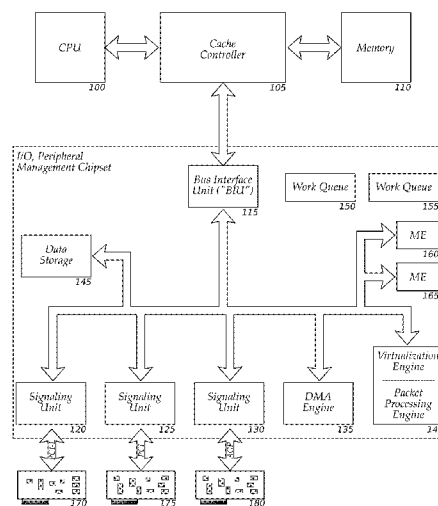 CPU
100
Cache
Controller
105
Memory
110
I/O, Peripheral
Management Chipset
Bus Interface
Unit ("BIU")
115
Work Queue
150
Work Queue
155
Data
Storage
145
ME
160
ME
165
Signaling
Unit
120
Signaling
Unit
125
Signaling
Unit
130
DMA
Engine
135
Virtualization
Engine
Packet
Processing
Engine
14
170
175
180